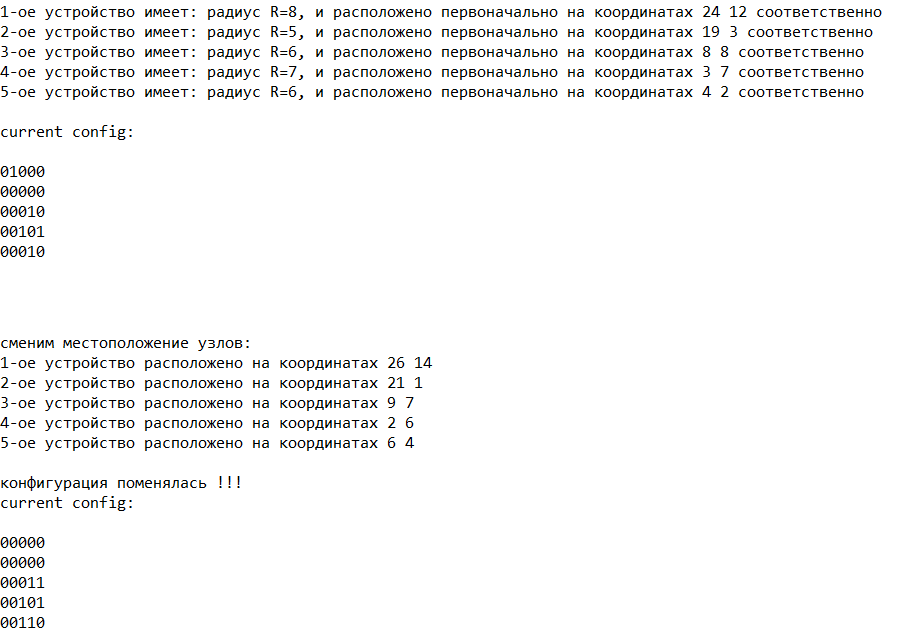 1-ое устройство имеет: радиус R=8, и расположено первоначально на координатах 24 12 соответственно
2-ое устройство имеет: радиус R=5, и расположено первоначально на координатах 19 3 соответственно
3-ое устройство имеет: радиус R=6, и расположено первоначально на координатах 8 8 соответственно
4-ое устройство имеет: радиус R=7, и расположено первоначально на координатах 3 7 соответственно
5-ое устройство имеет: радиус R=6, и расположено первоначально на координатах 4 2 соответственно
current config:
01000
00000
00010
00101
00010
сменим местоположение узлов:
1-ое устройство расположено на координатах 26 14
2-ое устройство расположено на координатах 21 1
3-ое устройство расположено на координатах 9 7
4-ое устройство расположено на координатах 2 6
5-ое устройство расположено на координатах 6 4
конфигурация поменялась !!!
current config:
00000
00000
00011
00101
00110